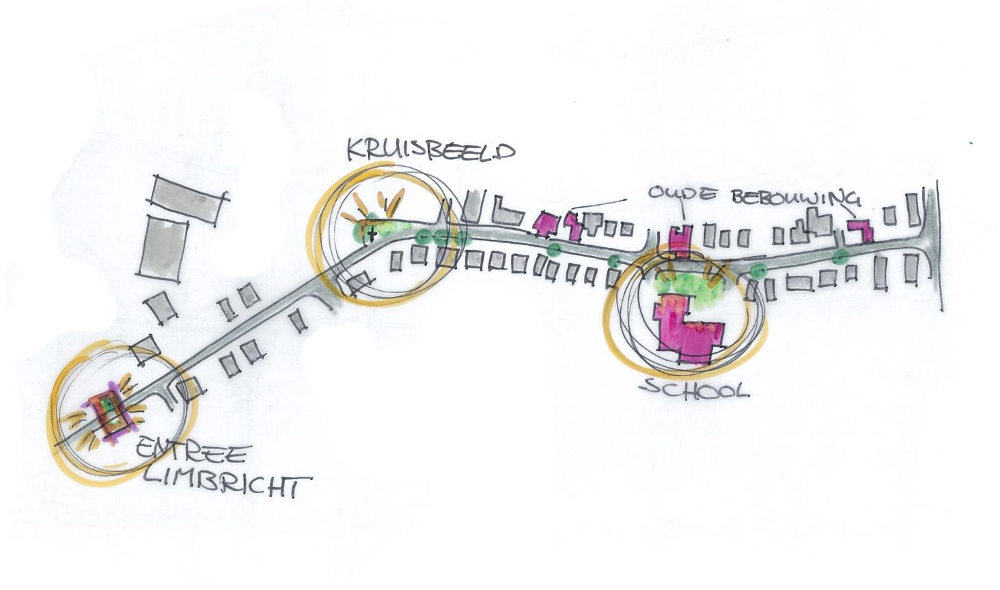 KRUISBEELD
OUDE BEBOUWING
SCHOOL
ENTREE
LIMBRICHT